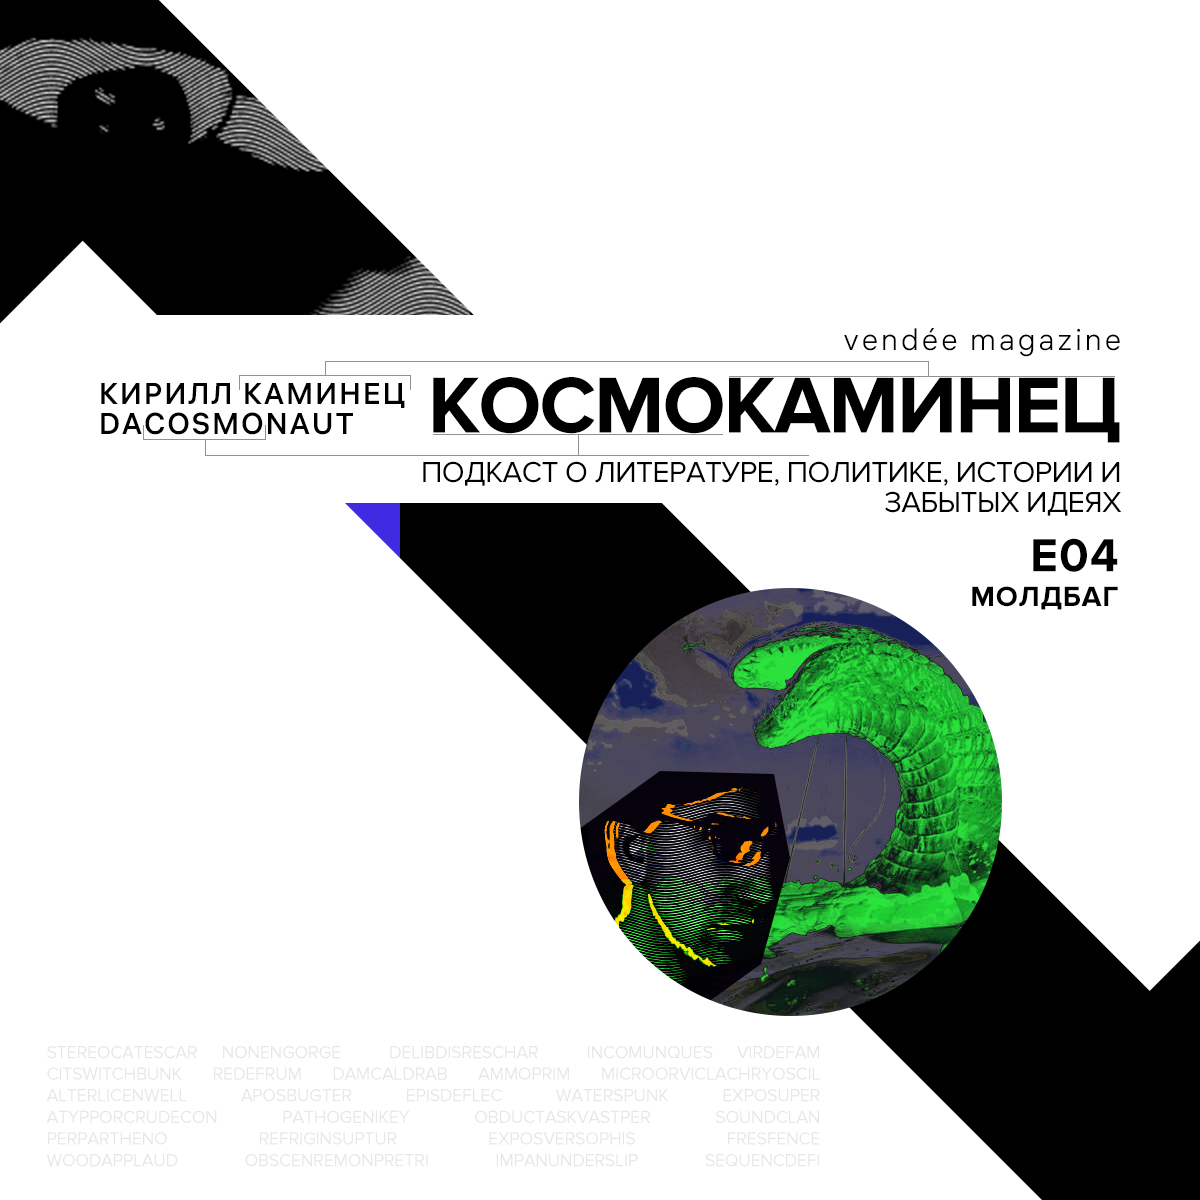 vendée magazine
КИРИЛЛ КАМИНЕЦ
DACOSMONAUT
КОСМОКАМИНЕЦ
ПОДКАСТ О ЛИТЕРАТУРЕ, ПОЛИТИКЕ, ИСТОРИИ И
ЗАБЫТЫХ ИДЕЯХ
E04
МОЛДБАГ
STEREOCATESCAR NONENGORGE DELIBDISRESCHAR INCOMUNQUES VIRDEFAM
CITSWITCHBUNK REDEFRUM DAMCALDRAB AMMOPRIM MICROORVICLACHRYOSCIL
ALTERLICENWELL APOSBUGTER EPISDEFLEC WATERSPUNK EXPOSUPER
ATYPPORCRUDECON PATHOGENIKEY OBDUCTASKVASTPER SOUNDCLAN
PERPARTHENO REFRIGINSUPTUR EXPOSVERSOPHIS FRESFENCE
WOODAPPLAUD OBSCENREMONPRETRI IMPANUNDERSLIP SEQUENCDEFI